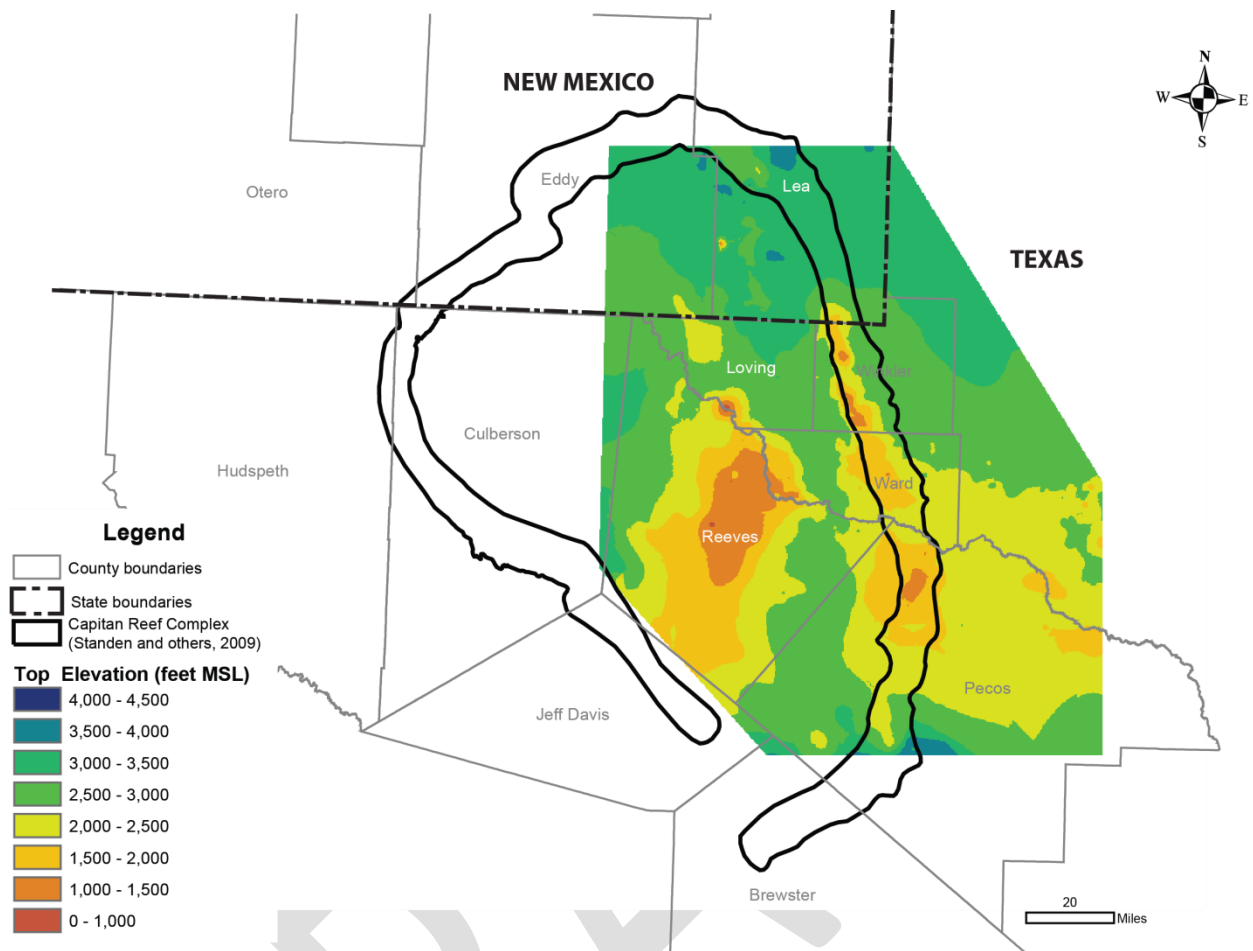 NEW MEXICO
N
W
E
S
Eddy
Lea
Otero
TEXAS
Loving
Winkler
Culberson
Hudspeth
Ward
Reeves
Legend
County boundaries
State boundaries
Capitan Reef Complex
(Standen and others, 2009)
Top Elevation (feet MSL)
4,000 - 4,500
3,500 - 4,000
3,000 - 3,500
2,500 - 3,000
2,000 - 2,500
1,500 - 2,000
1,000 - 1,500
0 - 1,000
Pecos
Jeff Davis
Brewster
20
Miles